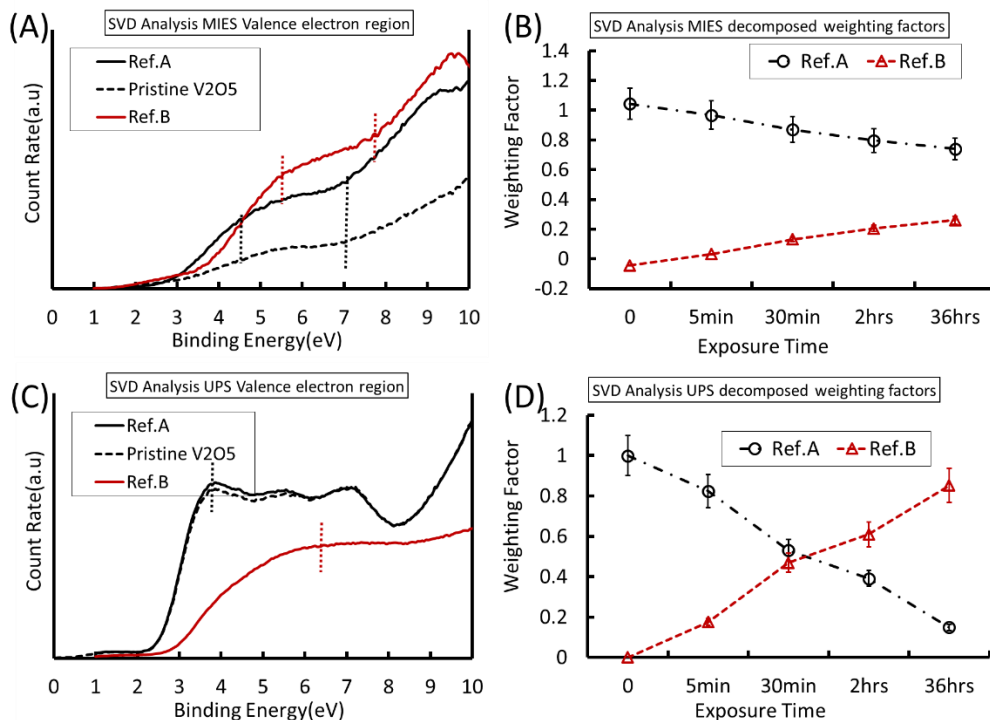 (A)
SVD Analysis MIES Valence electron region
Ref.A
Pristine V2O5
Ref.B
Count Rate(a.u)
0 1 2 3 4 5 6 7 8 9 10
Binding Energy(eV)
(B)
SVD Analysis MIES decomposed weighting factors
Ref.A Ref.B
Weighting Factor
1.4
1.2
1
0.8
0.6
0.4
0.2
0
-0.2
0 5min 30min 2hrs 36hrs
Exposure Time
(C)
SVD Analysis UPS Valence electron region
Ref.A
Pristine V2O5
Ref.B
Count Rate(a.u)
0 1 2 3 4 5 6 7 8 9 10
Binding Energy(eV)
(D)
SVD Analysis UPS decomposed weighting factors
Ref.A Ref.B
Weighting Factor
1.2
1
0.8
0.6
0.4
0.2
0
0 5min 30min 2hrs 36hrs
Exposure Time